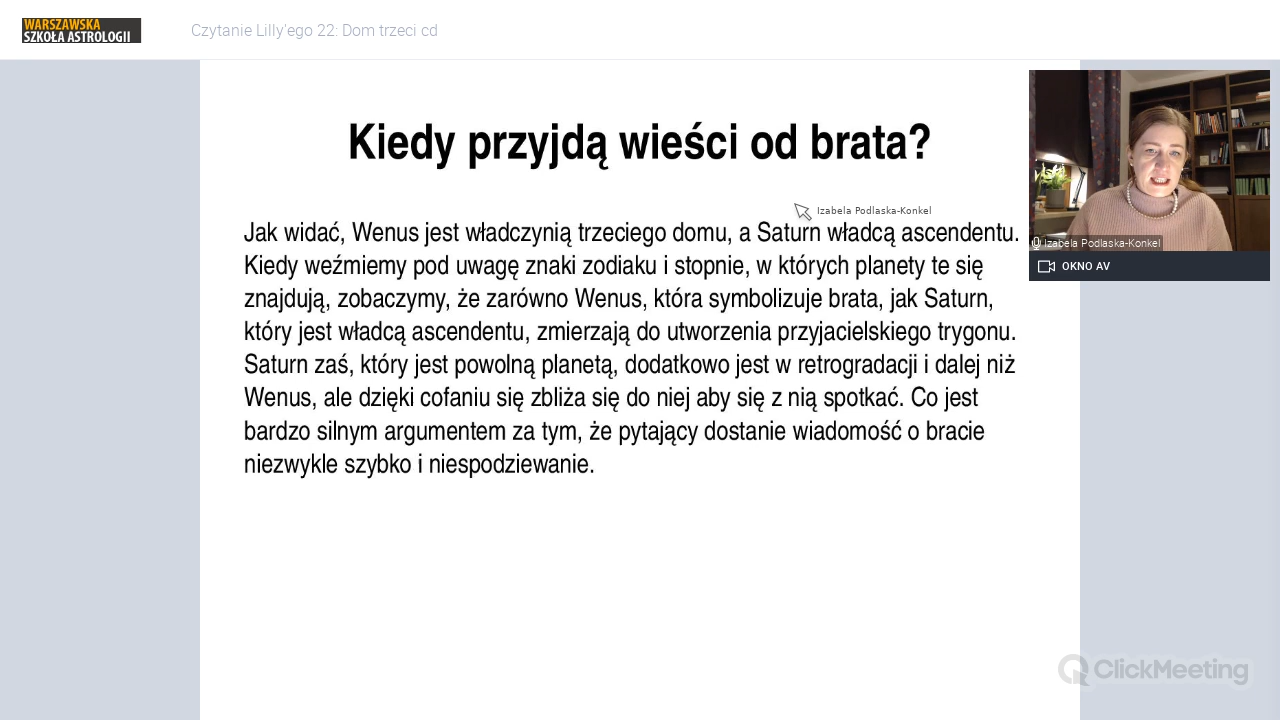 WARSZAWSKA
SZKOŁA ASTROLOGII
Czytanie Lilly'ego 22: Dom trzeci cd
Kiedy przyjdą wieści od brata?
Izabela Podlaska-Konkel
Jak widać, Wenus jest władczynią trzeciego domu, a Saturn władcą ascendentu.
Kiedy weźmiemy pod uwagę znaki zodiaku i stopnie, w których planety te się
znajdują, zobaczymy, że zarówno Wenus, która symbolizuje brata, jak Saturn,
który jest władcą ascendentu, zmierzają do utworzenia przyjacielskiego trygonu.
Saturn zaś, który jest powolną planetą, dodatkowo jest w retrogradacji i dalej niż
Wenus, ale dzięki cofaniu się zbliża się do niej aby się z nią spotkać. Co jest
bardzo silnym argumentem za tym, że pytający dostanie wiadomość o bracie
niezwykle szybko i niespodziewanie.
Izabela Podlaska-Konkel
OKNO AV
ClickMeeting